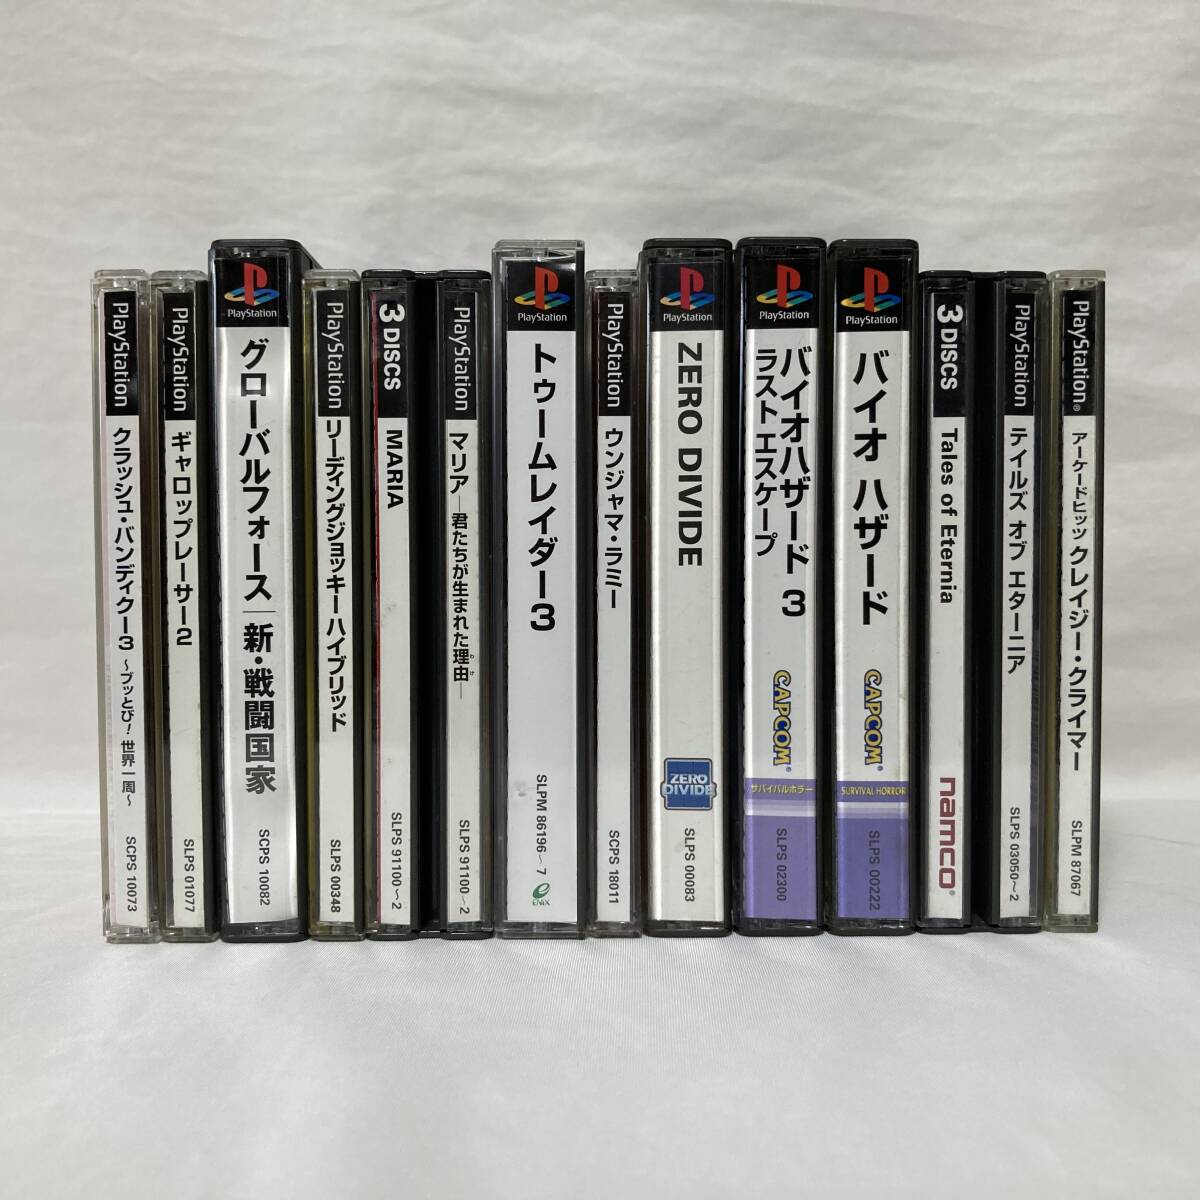 PlayStation
クラッシュ・バンディクー3 ～ブッとび！世界一周～
SCPS 10073
PlayStation
ギャロップレーサー2
SLPS 01077
PlayStation
グローバルフォース 新・戦闘国家
SCPS 10082
PlayStation
リーディングジョッキーハイブリッド
SLPS 00348
3 DISCS
MARIA
SLPS 91100～2
PlayStation
マリア ―君たちが生まれた理由―
わけ
SLPS 91100～2
PlayStation
トゥームレイダー3
SLPM 86196～7
ENIX
PlayStation
ウンジャマ・ラミー
SCPS 18011
PlayStation
ZERO DIVIDE
ZERO
DIVIDE
SLPS 00083
PlayStation
バイオハザード 3
ラスト エスケープ
CAPCOM®
サバイバルホラー
SLPS 02300
PlayStation
バイオ ハザード
CAPCOM®
SURVIVAL HORROR
SLPS 00222
3 DISCS
Tales of Eternia
namco®
PlayStation
テイルズ オブ エターニア
SLPS 03050～2
PlayStation®
アーケードヒッツ クレイジー・クライマー
SLPM 87067